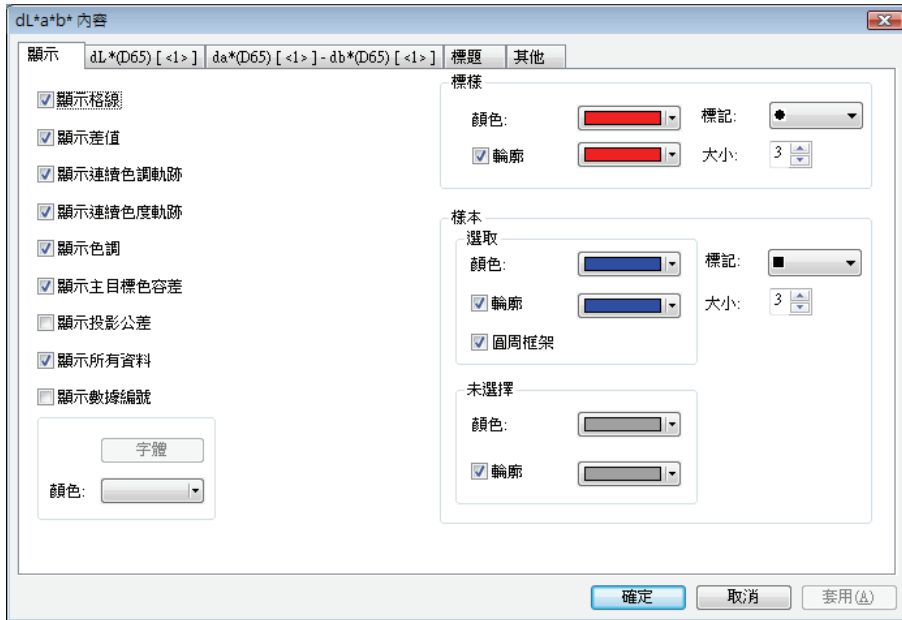 dL*a*b* 內容
顯示
dL*(D65) [ <1> ]
da*(D65) [ <1> ] - db*(D65) [ <1> ]
標題
其他
顯示格線
顯示差值
顯示連續色調軌跡
顯示連續色度軌跡
顯示色調
顯示主目標色容差
顯示投影公差
顯示所有資料
顯示數據編號
字體
顏色:
標樣
顏色:
標記:
輪廓
大小: 3
樣本
選取
顏色:
標記:
輪廓
大小: 3
圓周框架
未選擇
顏色:
輪廓
確定
取消
套用(A)